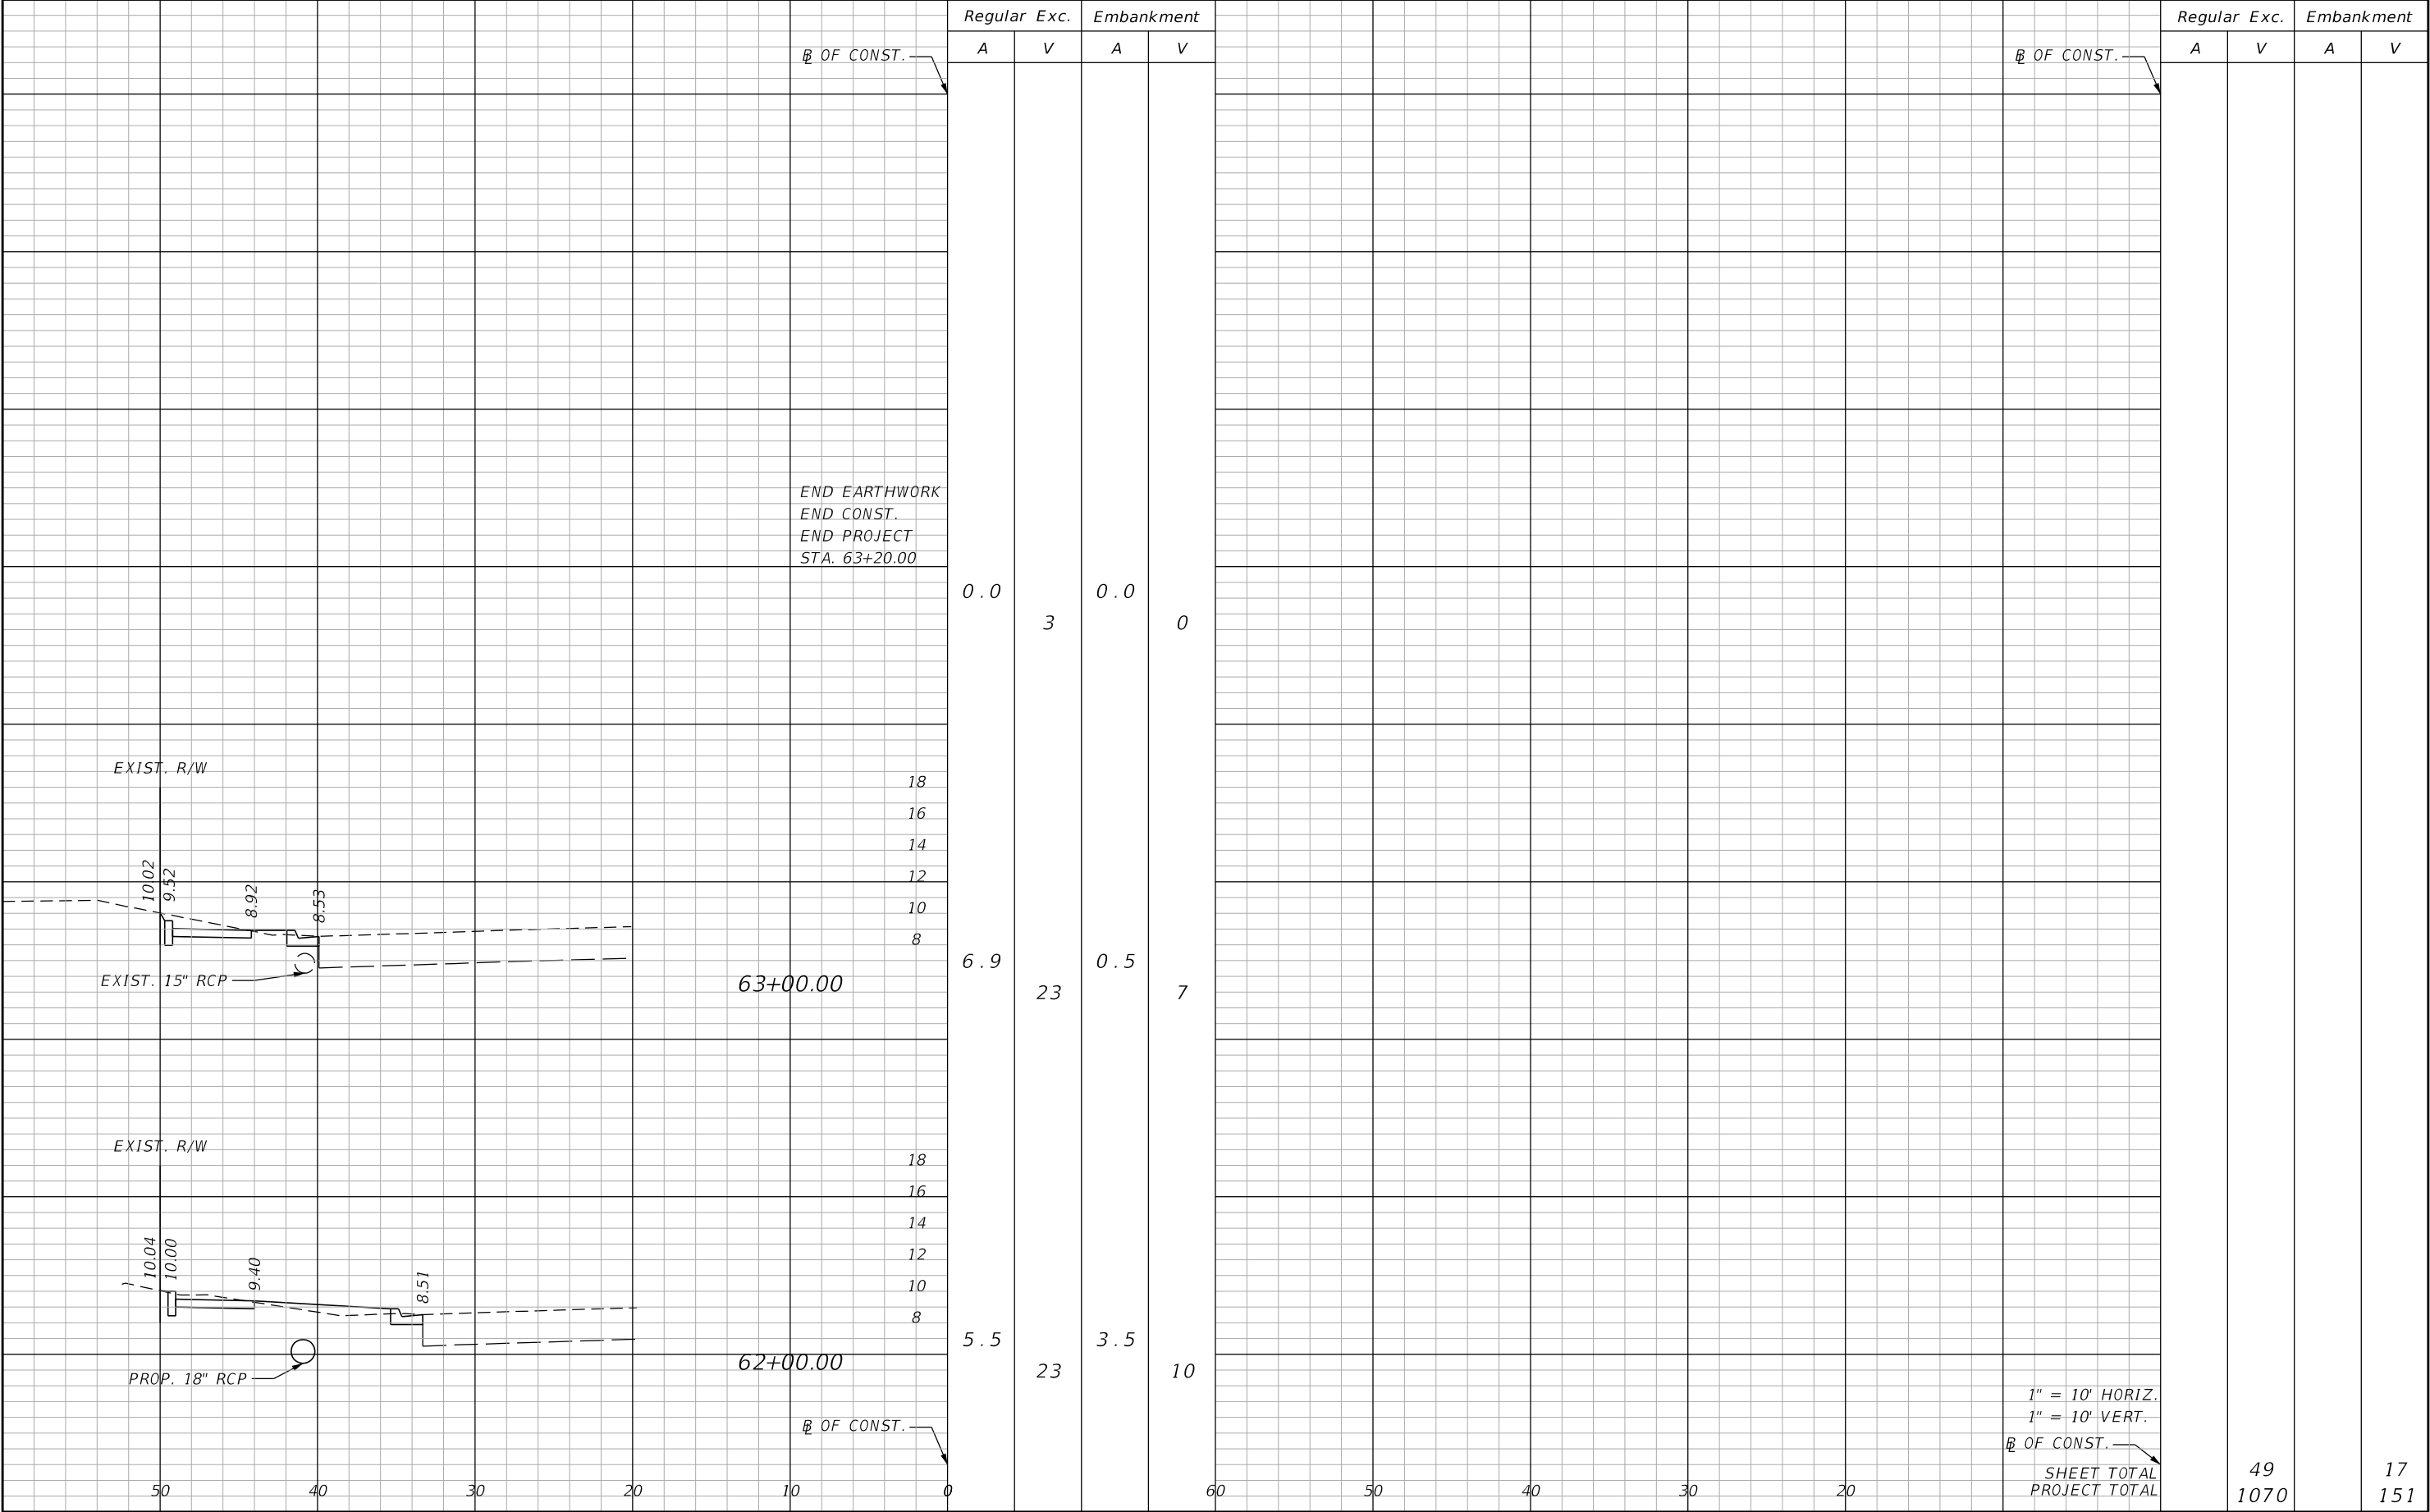 Regular Exc. Embankment
A V A V
Regular Exc. Embankment
A V A V
BL OF CONST.
BL OF CONST.
END EARTHWORK
END CONST.
END PROJECT
STA. 63+20.00
0.0 0.0
3 0
EXIST. R/W
18
16
14
12
10
8
10.02
9.52
8.92
8.53
EXIST. 15" RCP
63+00.00
6.9 0.5
23 7
EXIST. R/W
18
16
14
12
10
8
10.04
10.00
9.40
8.51
PROP. 18" RCP
62+00.00
5.5 3.5
23 10
BL OF CONST.
1" = 10' HORIZ.
1" = 10' VERT.
BL OF CONST.
SHEET TOTAL 49 17
PROJECT TOTAL 1070 151
50 40 30 20 10 0 60 50 40 30 20